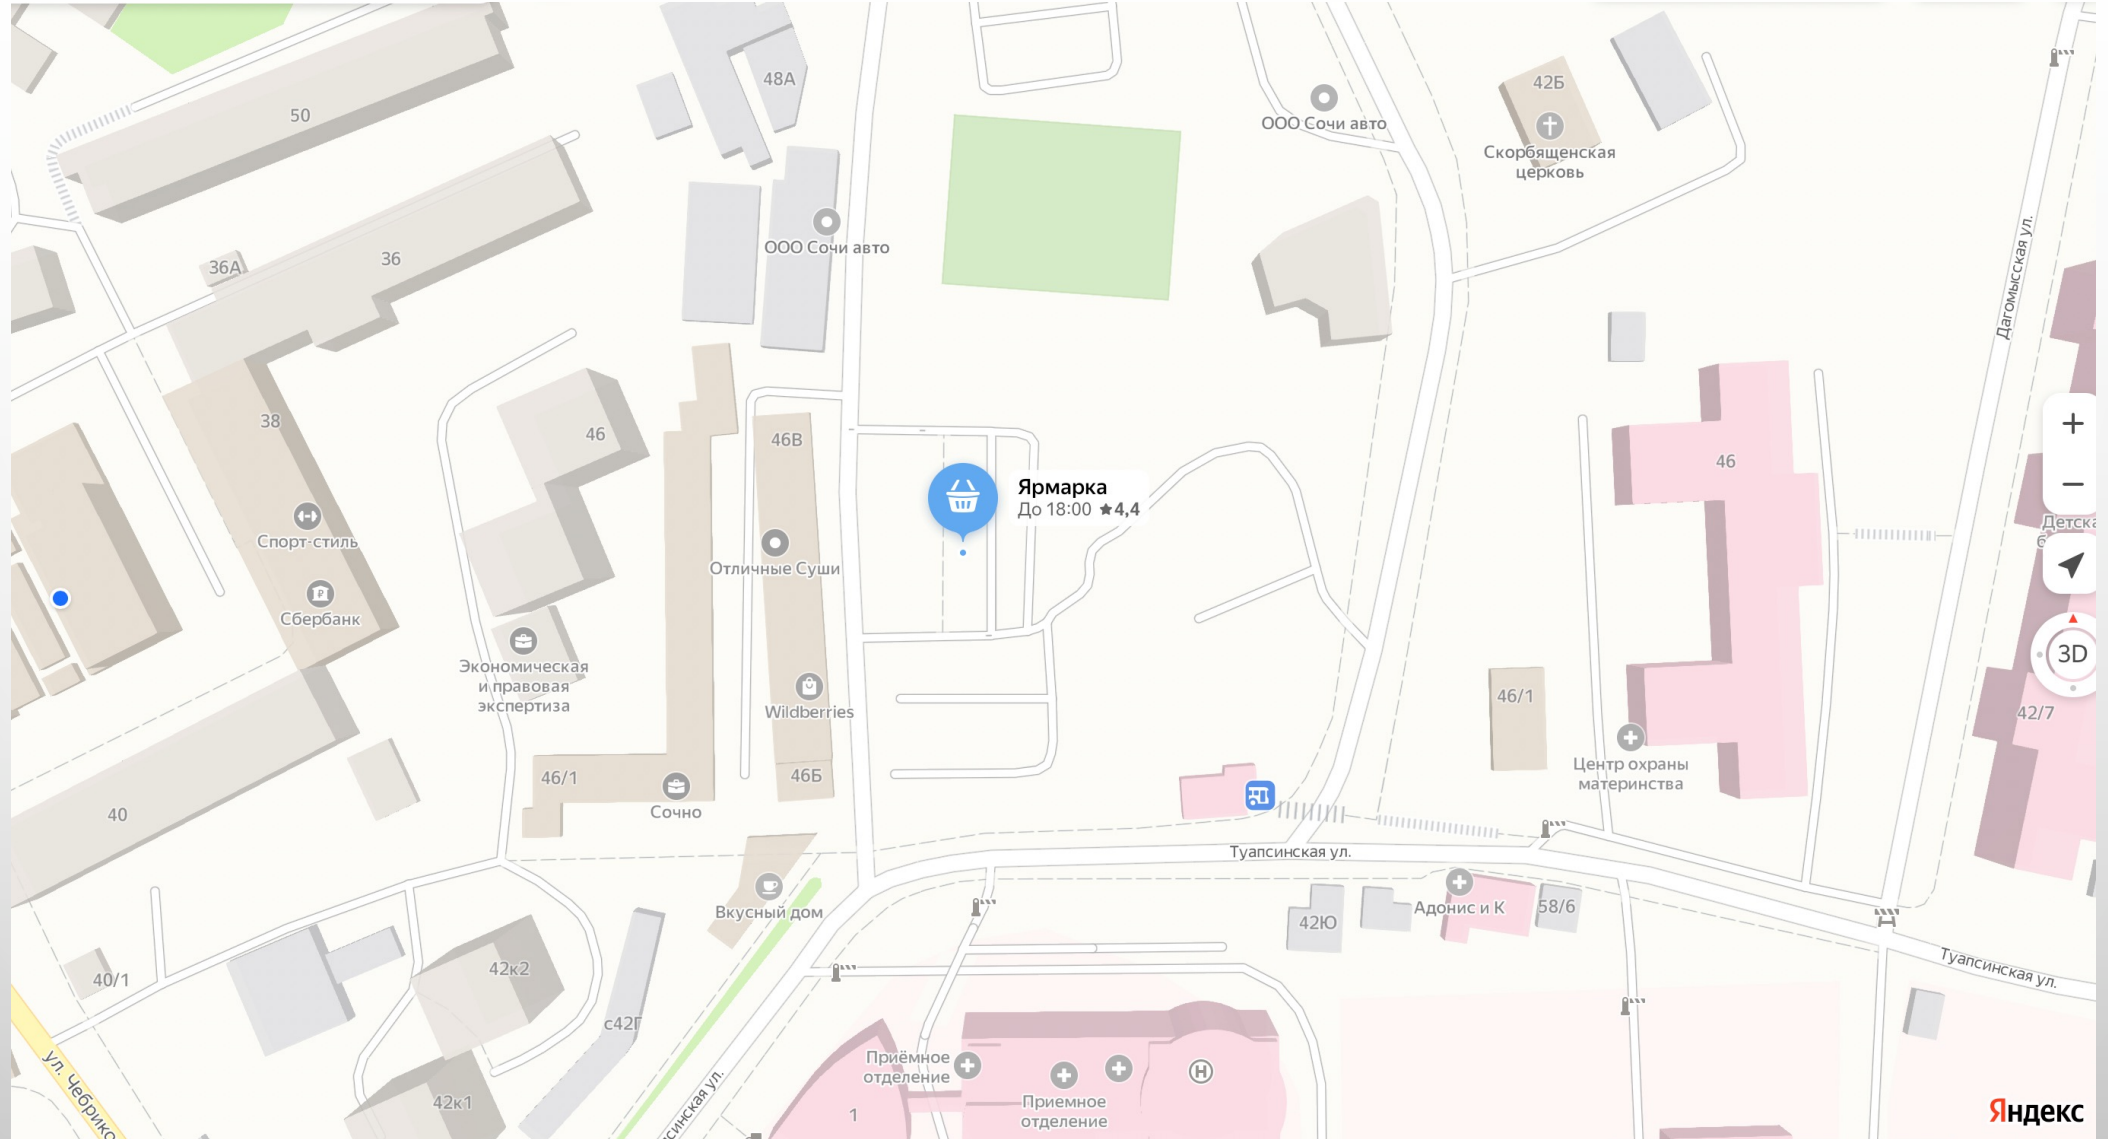 48А
50
42Б
ООО Сочи авто
Скорбященская
церковь
ООО Сочи авто
36А
36
Дагомысская ул.
38
46
46В
46
Ярмарка
До 18:00 ★4,4
Спорт-стиль
Отличные Суши
Сбербанк
3D
Экономическая
и правовая
экспертиза
Wildberries
46/1
42/7
Центр охраны
материнства
46/1
46Б
Сочно
40
Туапсинская ул.
Вкусный дом
42Ю
Адонис и К
58/6
40/1
42к2
Туапсинская ул.
с42Г
ул. Чебрико
Приёмное
отделение
H
42к1
Приемное
отделение
1
псинская ул.
Яндекс